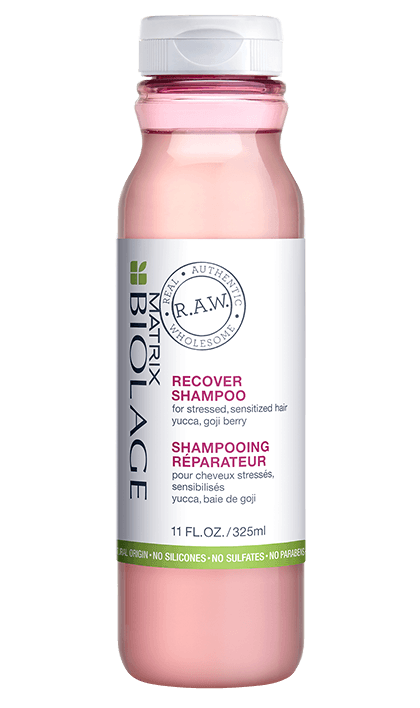 MATRIX
BIOLAGE
REAL · AUTHENTIC · WHOLESOME ·
R.A.W.
RECOVER
SHAMPOO
for stressed, sensitized hair
yucca, goji berry
SHAMPOOING
RÉPARATEUR
pour cheveux stressés,
sensibilisés
yucca, baie de goji
11 FL.OZ./325ml
ORIGIN • NO SILICONES • NO SULFATES • NO PARABENS